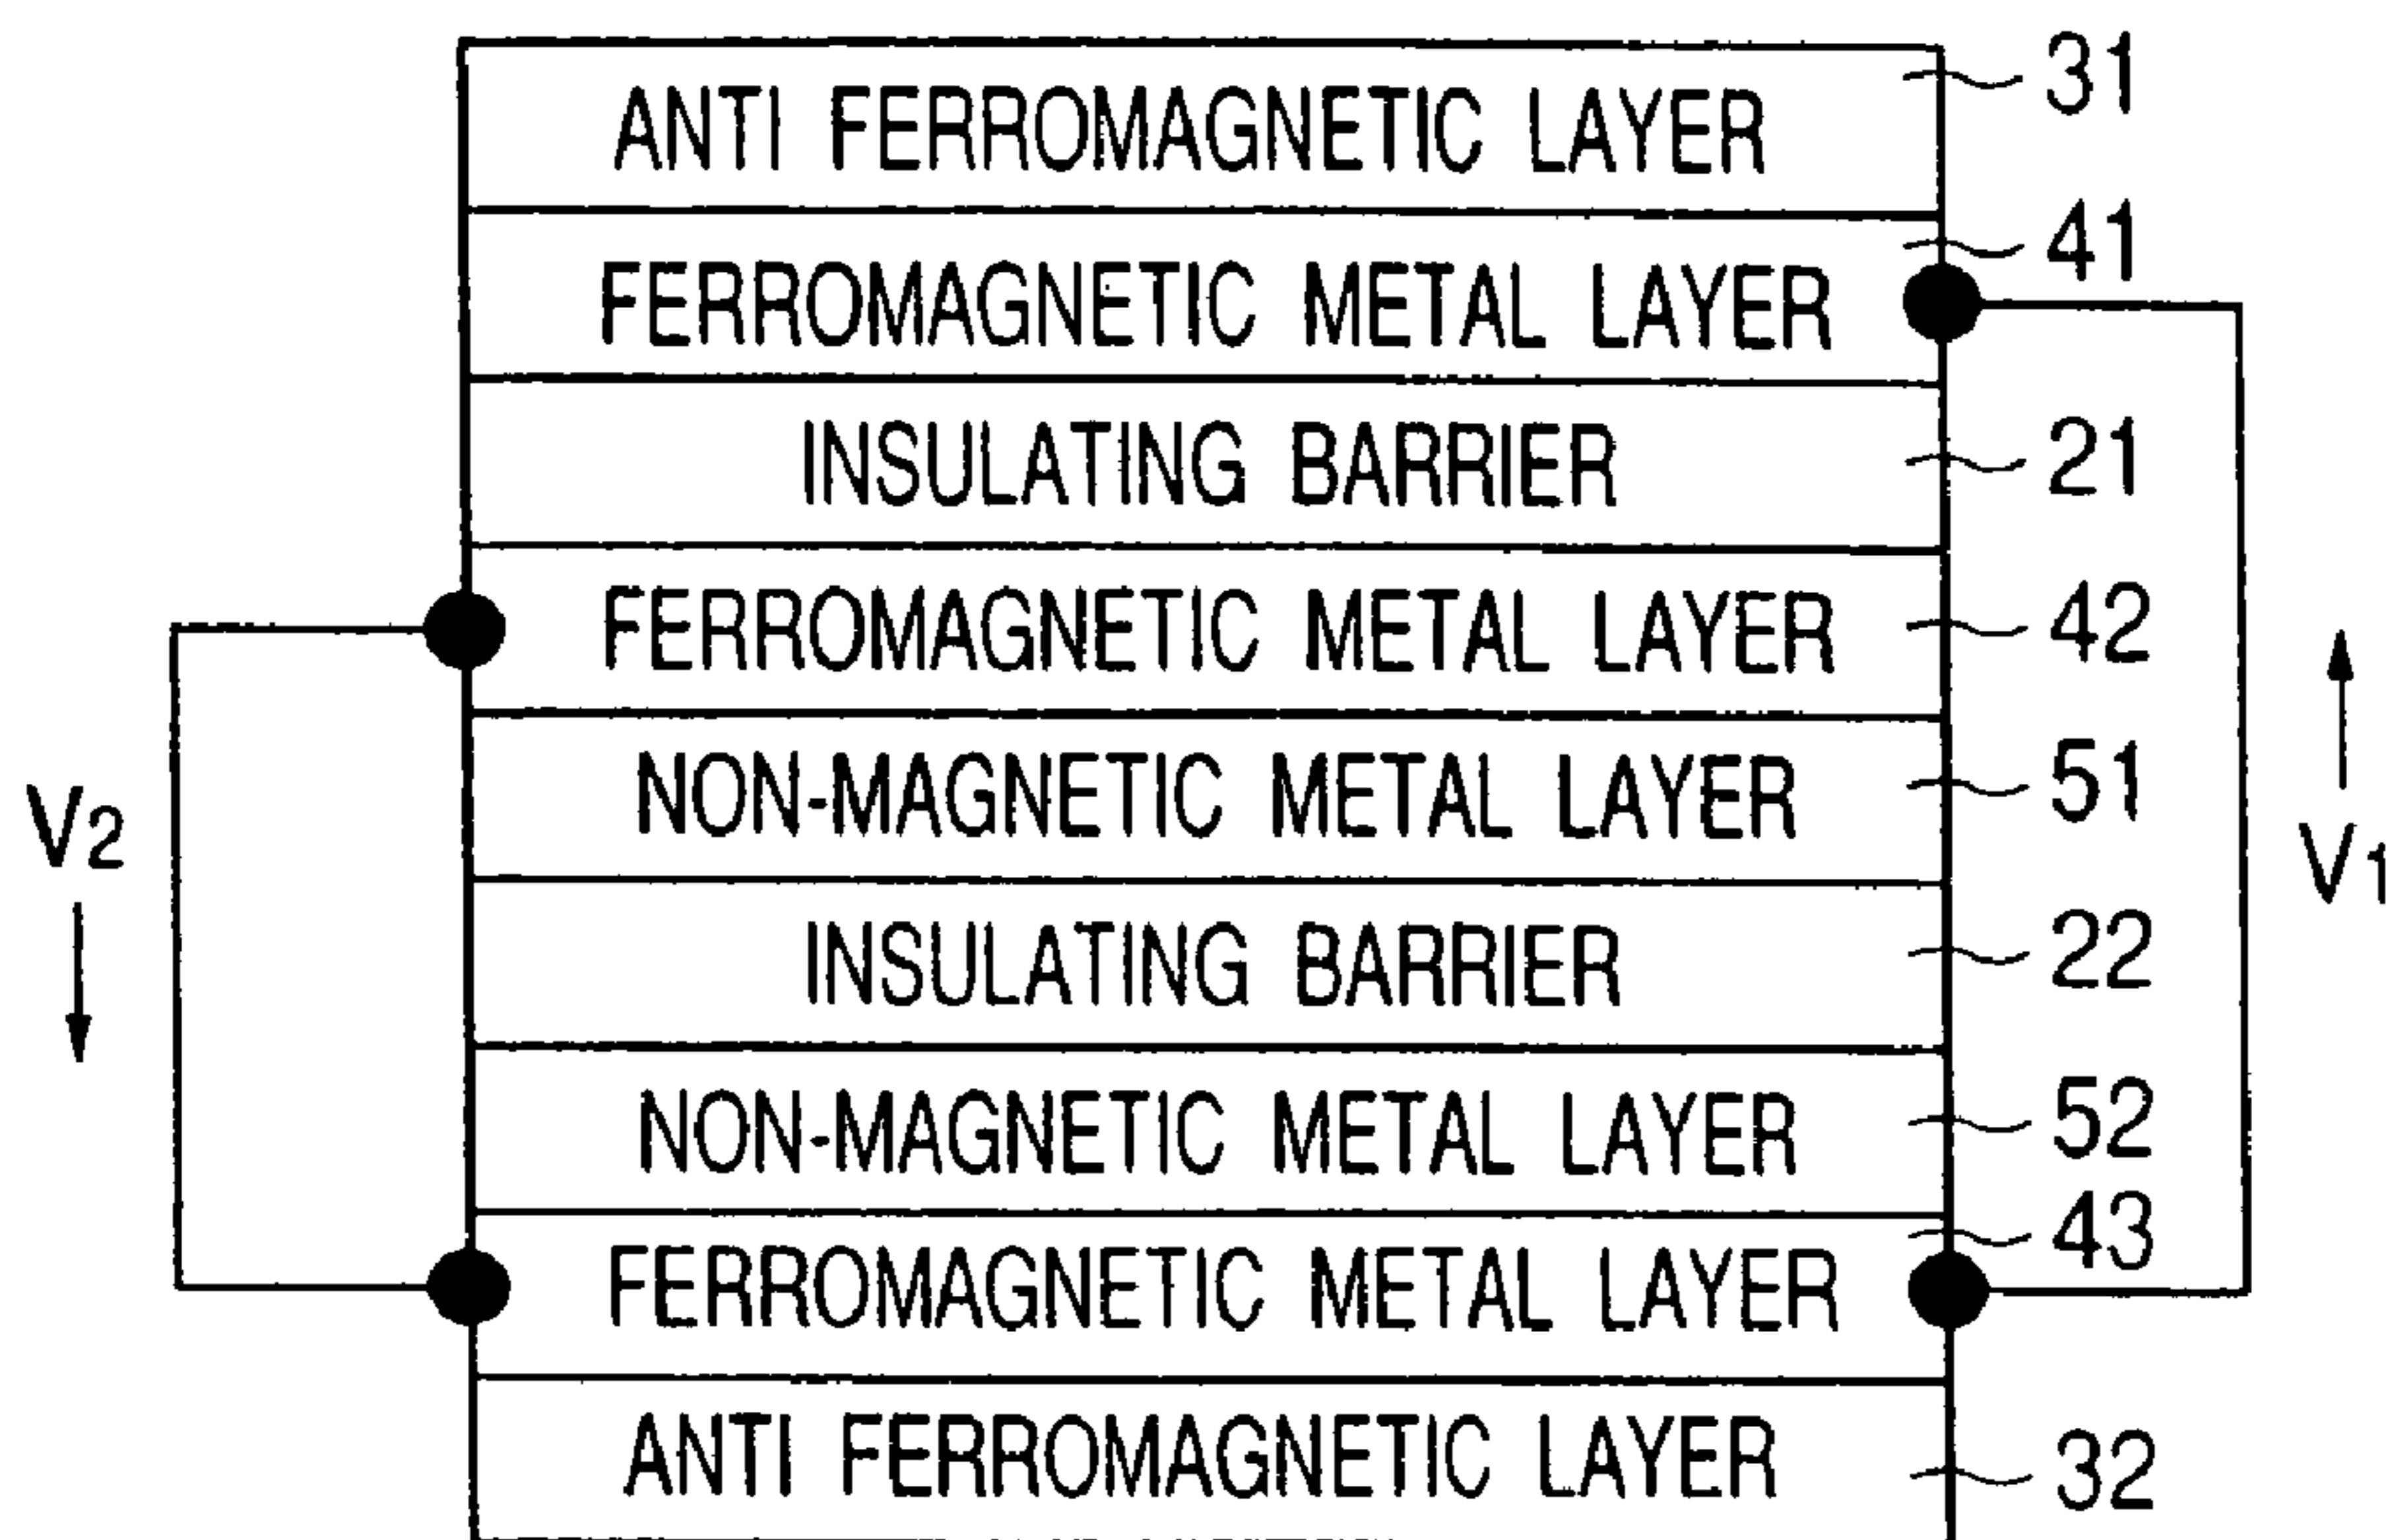 ANTI FERROMAGNETIC LAYER 31
FERROMAGNETIC METAL LAYER 41
INSULATING BARRIER 21
FERROMAGNETIC METAL LAYER 42
NON-MAGNETIC METAL LAYER 51
V2
V1
INSULATING BARRIER 22
NON-MAGNETIC METAL LAYER 52
FERROMAGNETIC METAL LAYER 43
ANTI FERROMAGNETIC LAYER 32